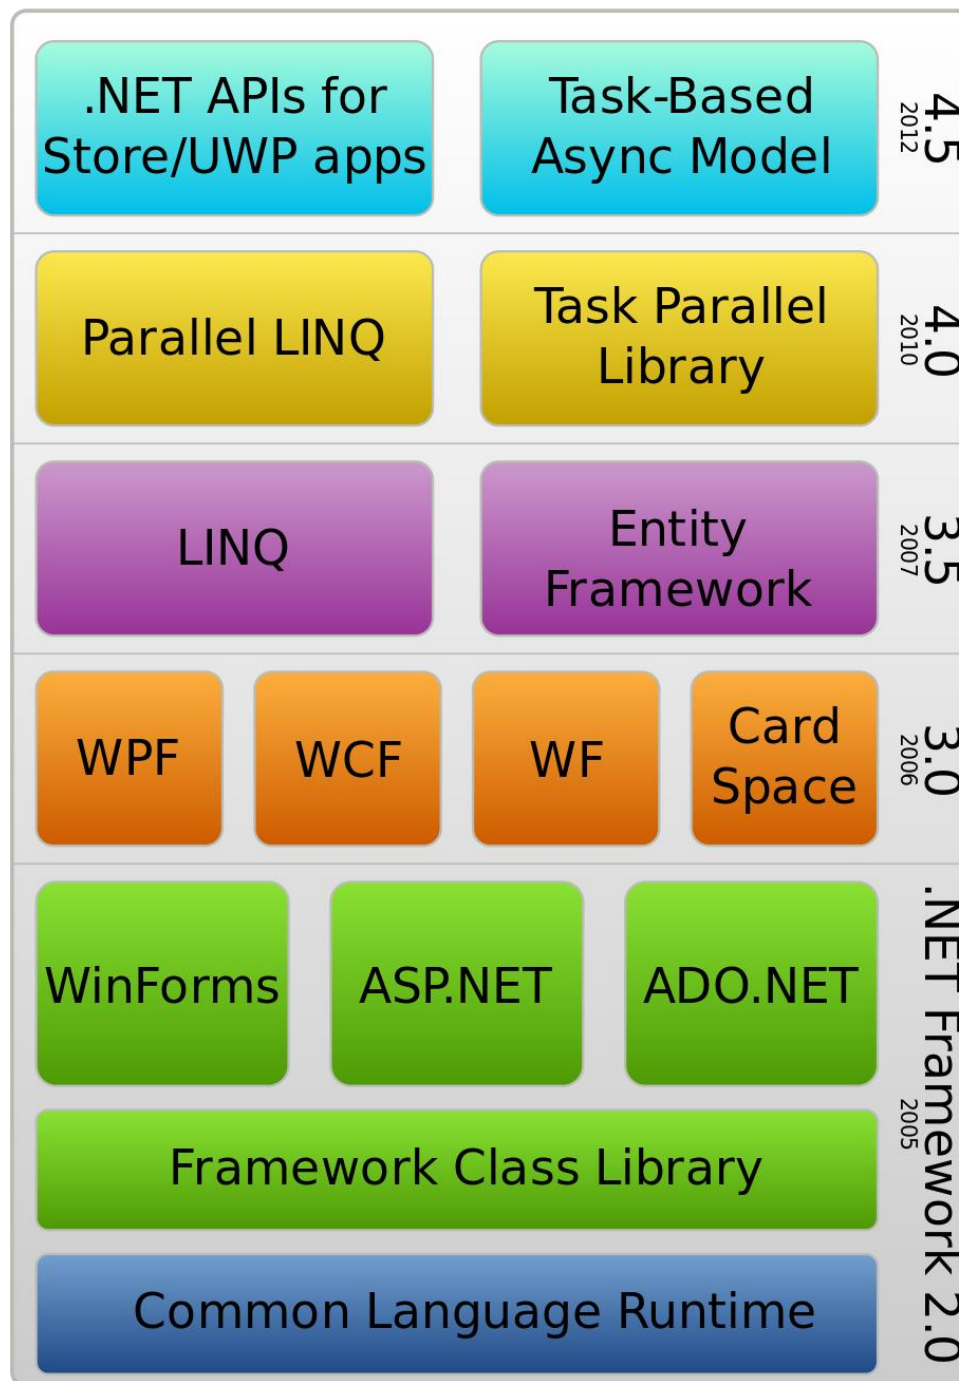 .NET APIs for
Store/UWP apps
Task-Based
Async Model
4.5
2012
Parallel LINQ
Task Parallel
Library
4.0
2010
LINQ
Entity
Framework
3.5
2007
WPF
WCF
WF
Card
Space
3.0
2006
WinForms
ASP.NET
ADO.NET
.NET Framework 2.0
2005
Framework Class Library
Common Language Runtime